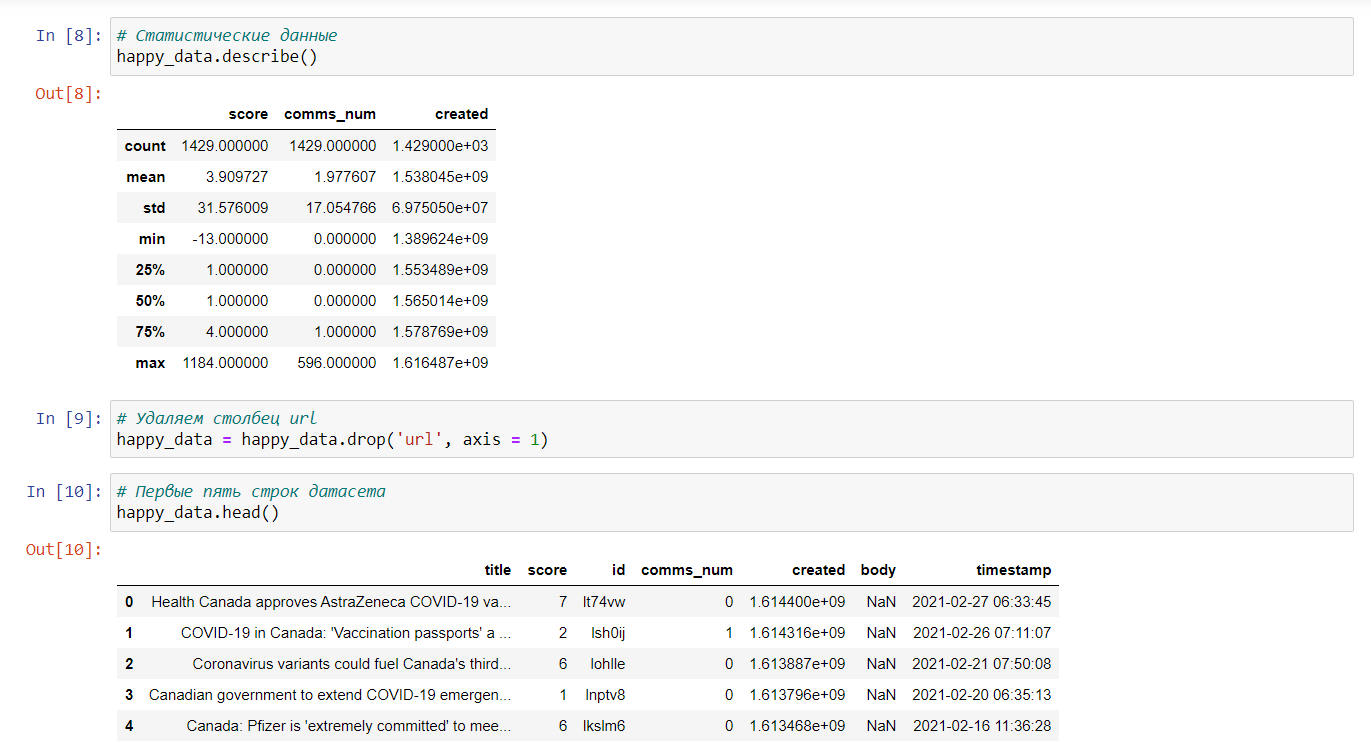 In [8]: # Статистические данные
happy_data.describe()
Out[8]:
score comms_num created
count 1429.000000 1429.000000 1.429000e+03
mean 3.909727 1.977607 1.538045e+09
std 31.576009 17.054766 6.975050e+07
min -13.000000 0.000000 1.389624e+09
25% 1.000000 0.000000 1.553489e+09
50% 1.000000 0.000000 1.565014e+09
75% 4.000000 1.000000 1.578769e+09
max 1184.000000 596.000000 1.616487e+09
In [9]: # Удаляем столбец url
happy_data = happy_data.drop('url', axis = 1)
In [10]: # Первые пять строк датасета
happy_data.head()
Out[10]:
title score id comms_num created body timestamp
0 Health Canada approves AstraZeneca COVID-19 va... 7 lt74vw 0 1.614400e+09 NaN 2021-02-27 06:33:45
1 COVID-19 in Canada: 'Vaccination passports' a ... 2 lsh0ij 1 1.614316e+09 NaN 2021-02-26 07:11:07
2 Coronavirus variants could fuel Canada's third... 6 lohlle 0 1.613887e+09 NaN 2021-02-21 07:50:08
3 Canadian government to extend COVID-19 emergen... 1 lnptv8 0 1.613796e+09 NaN 2021-02-20 06:35:13
4 Canada: Pfizer is 'extremely committed' to mee... 6 lkslm6 0 1.613468e+09 NaN 2021-02-16 11:36:28